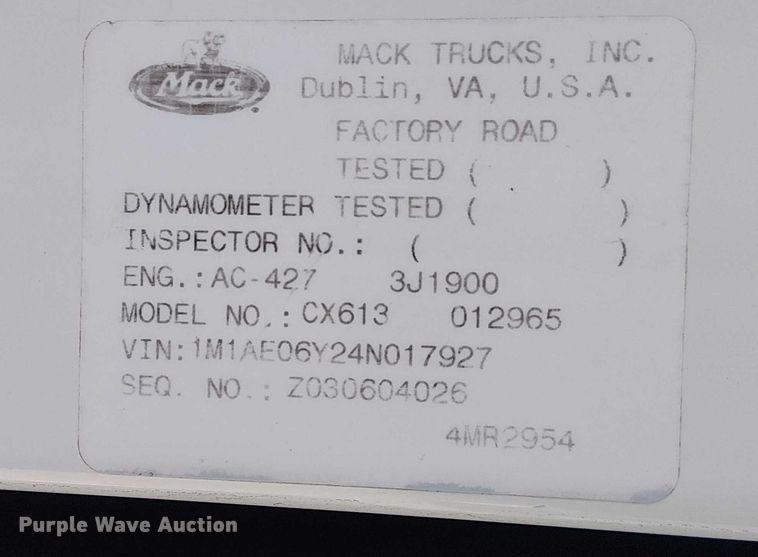 Mack
MACK TRUCKS, INC.
Dublin, VA, U.S.A.
FACTORY ROAD
TESTED ( )
DYNAMOMETER TESTED ( )
INSPECTOR NO.: ( )
ENG.: AC-427 3J1900
MODEL NO.: CX613 012965
VIN: 1M1AE06Y24N017927
SEQ. NO.: Z030604026
4MR2954
Purple Wave Auction